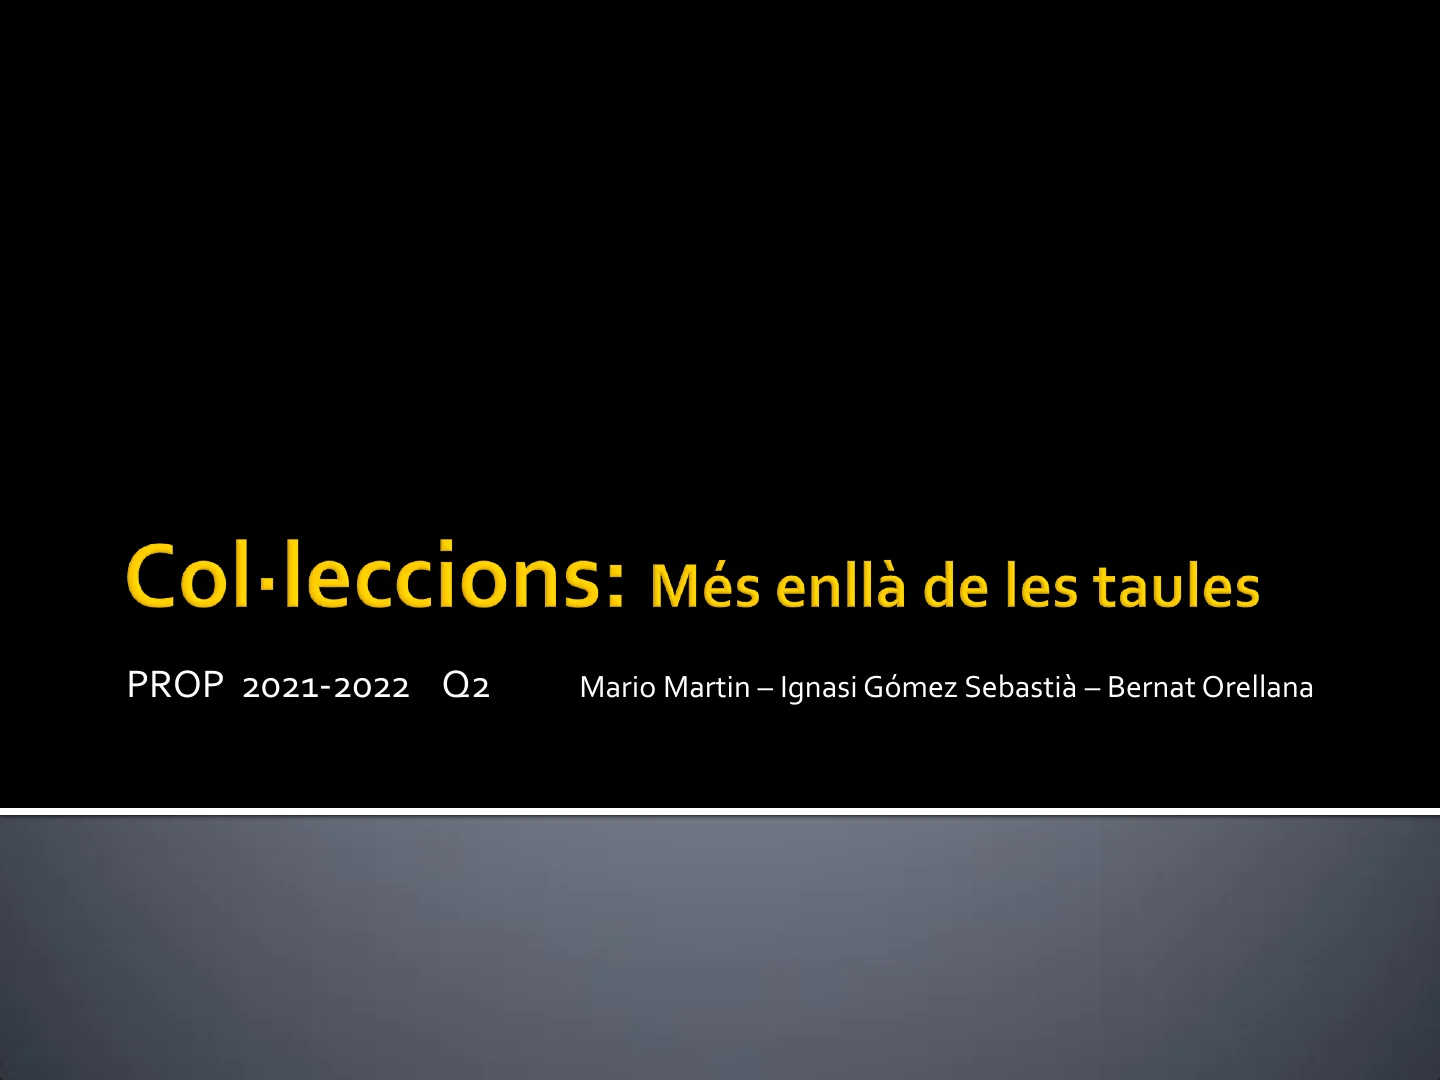 Col·leccions: Més enllà de les taules
PROP 2021-2022 Q2 Mario Martin – Ignasi Gómez Sebastià – Bernat Orellana